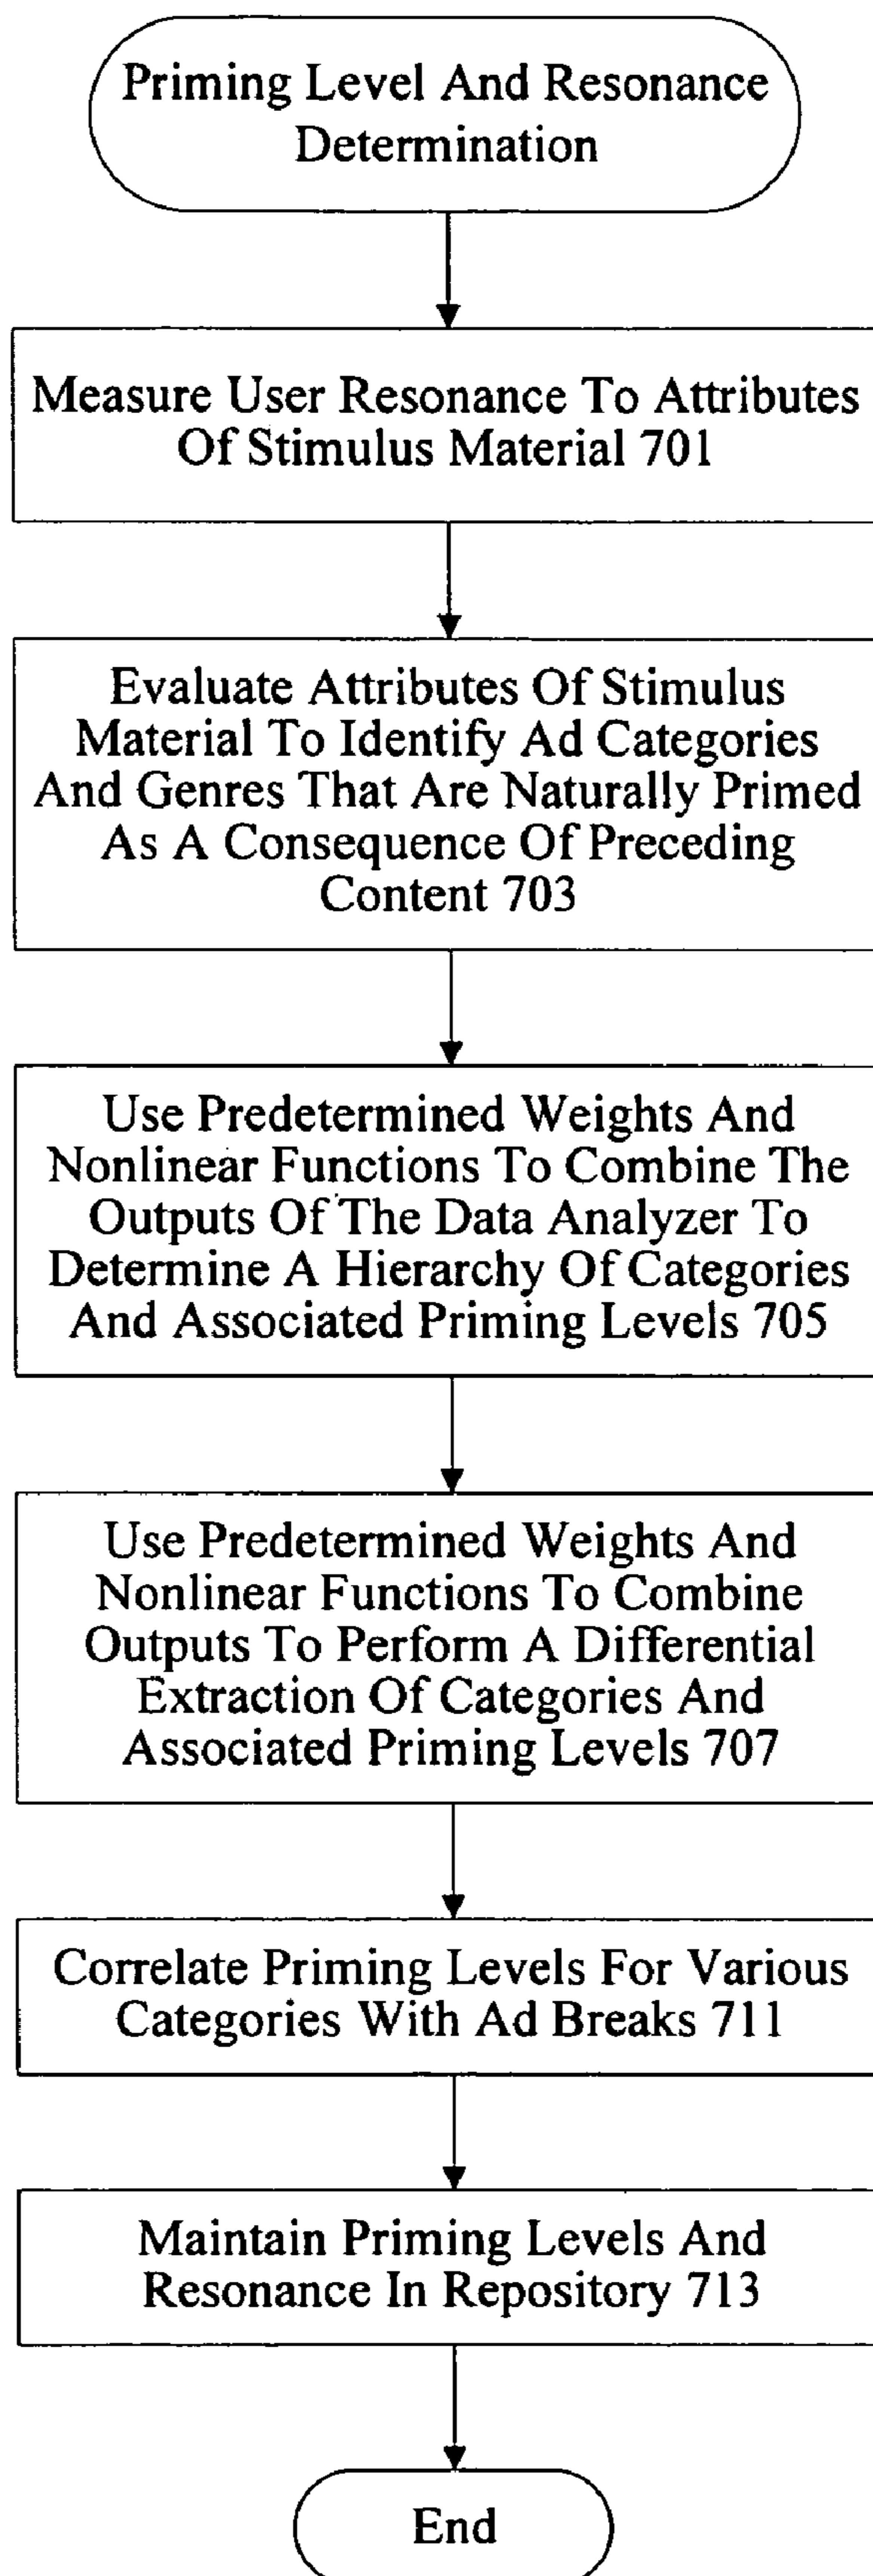 Priming Level And Resonance
Determination
Measure User Resonance To Attributes
Of Stimulus Material 701
Evaluate Attributes Of Stimulus
Material To Identify Ad Categories
And Genres That Are Naturally Primed
As A Consequence Of Preceding
Content 703
Use Predetermined Weights And
Nonlinear Functions To Combine The
Outputs Of The Data Analyzer To
Determine A Hierarchy Of Categories
And Associated Priming Levels 705
Use Predetermined Weights And
Nonlinear Functions To Combine
Outputs To Perform A Differential
Extraction Of Categories And
Associated Priming Levels 707
Correlate Priming Levels For Various
Categories With Ad Breaks 711
Maintain Priming Levels And
Resonance In Repository 713
End